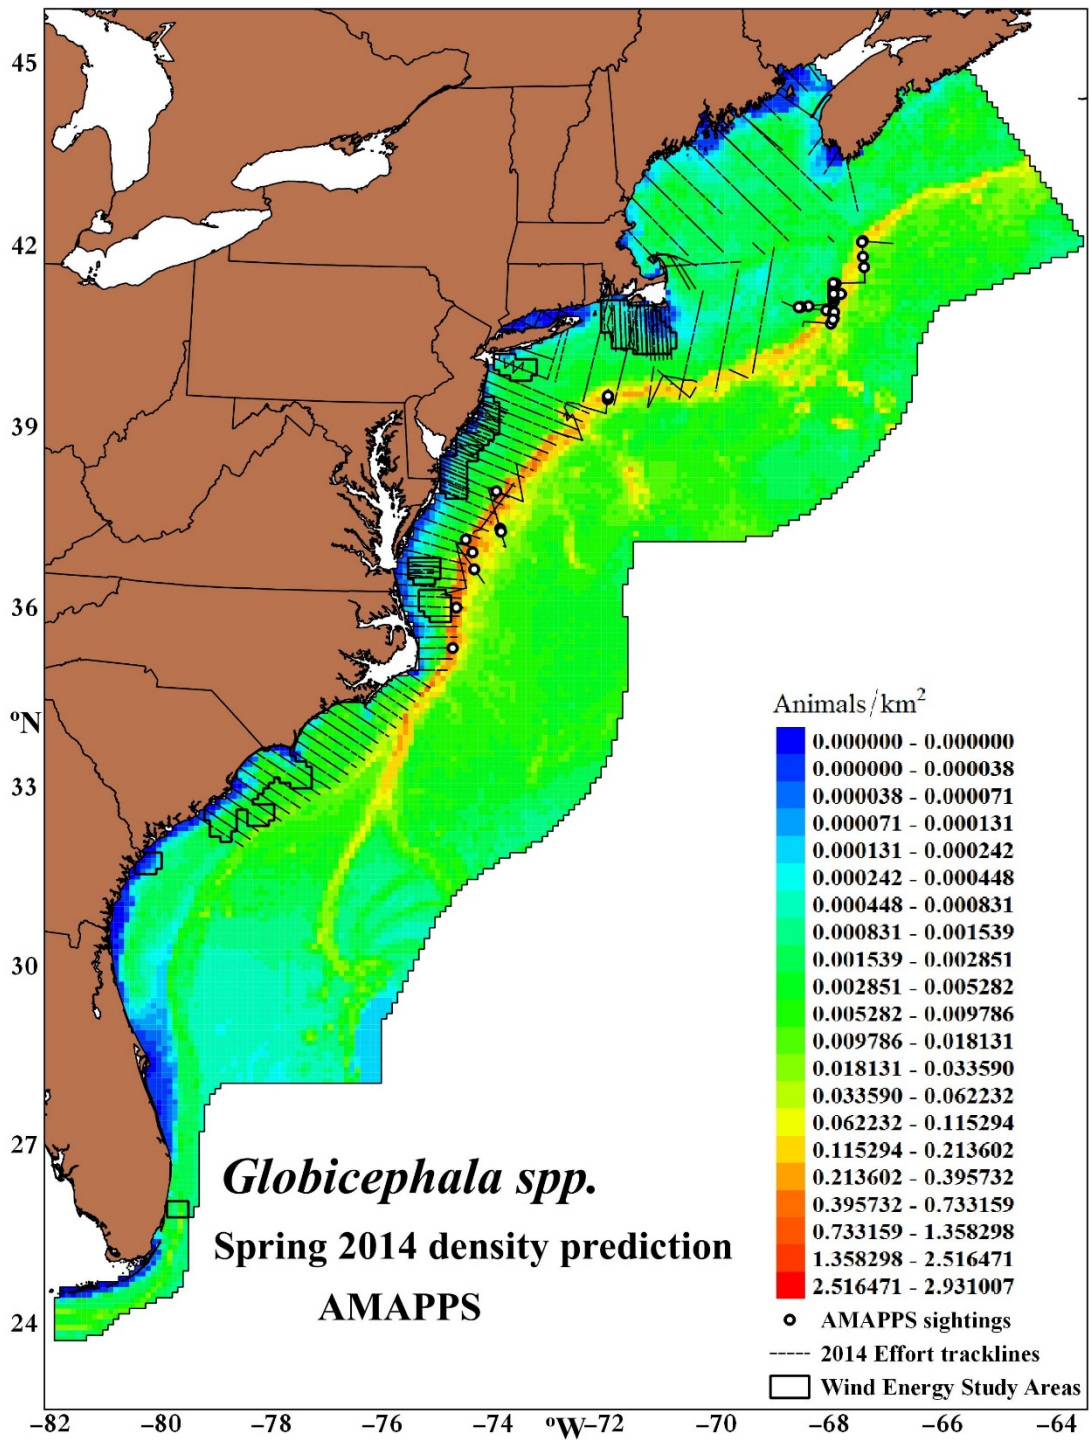 45
42
39
36
ºN
33
30
27
24
Animals/km²
0.000000 - 0.000000
0.000000 - 0.000038
0.000038 - 0.000071
0.000071 - 0.000131
0.000131 - 0.000242
0.000242 - 0.000448
0.000448 - 0.000831
0.000831 - 0.001539
0.001539 - 0.002851
0.002851 - 0.005282
0.005282 - 0.009786
0.009786 - 0.018131
0.018131 - 0.033590
0.033590 - 0.062232
0.062232 - 0.115294
0.115294 - 0.213602
0.213602 - 0.395732
0.395732 - 0.733159
0.733159 - 1.358298
1.358298 - 2.516471
2.516471 - 2.931007
AMAPPS sightings
2014 Effort tracklines
Wind Energy Study Areas
Globicephala spp.
Spring 2014 density prediction
AMAPPS
-82 -80 -78 -76 -74 ºW -72 -70 -68 -66 -64